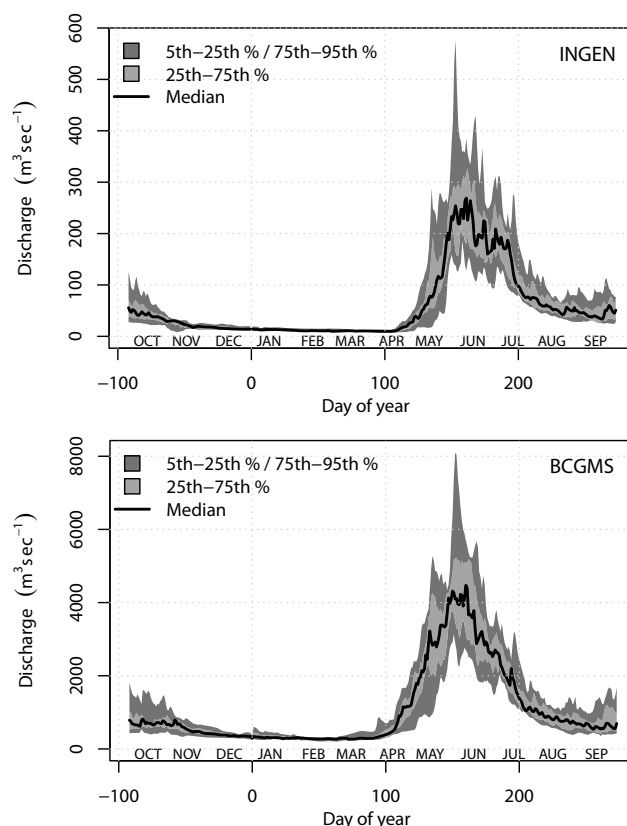 600
500
400
300
200
100
0
Discharge (m³sec⁻¹)
5th−25th % / 75th−95th %
25th−75th %
Median
INGEN
OCT NOV DEC JAN FEB MAR APR MAY JUN JUL AUG SEP
−100 0 100 200
Day of year
8000
6000
4000
2000
0
Discharge (m³sec⁻¹)
5th−25th % / 75th−95th %
25th−75th %
Median
BCGMS
OCT NOV DEC JAN FEB MAR APR MAY JUN JUL AUG SEP
−100 0 100 200
Day of year